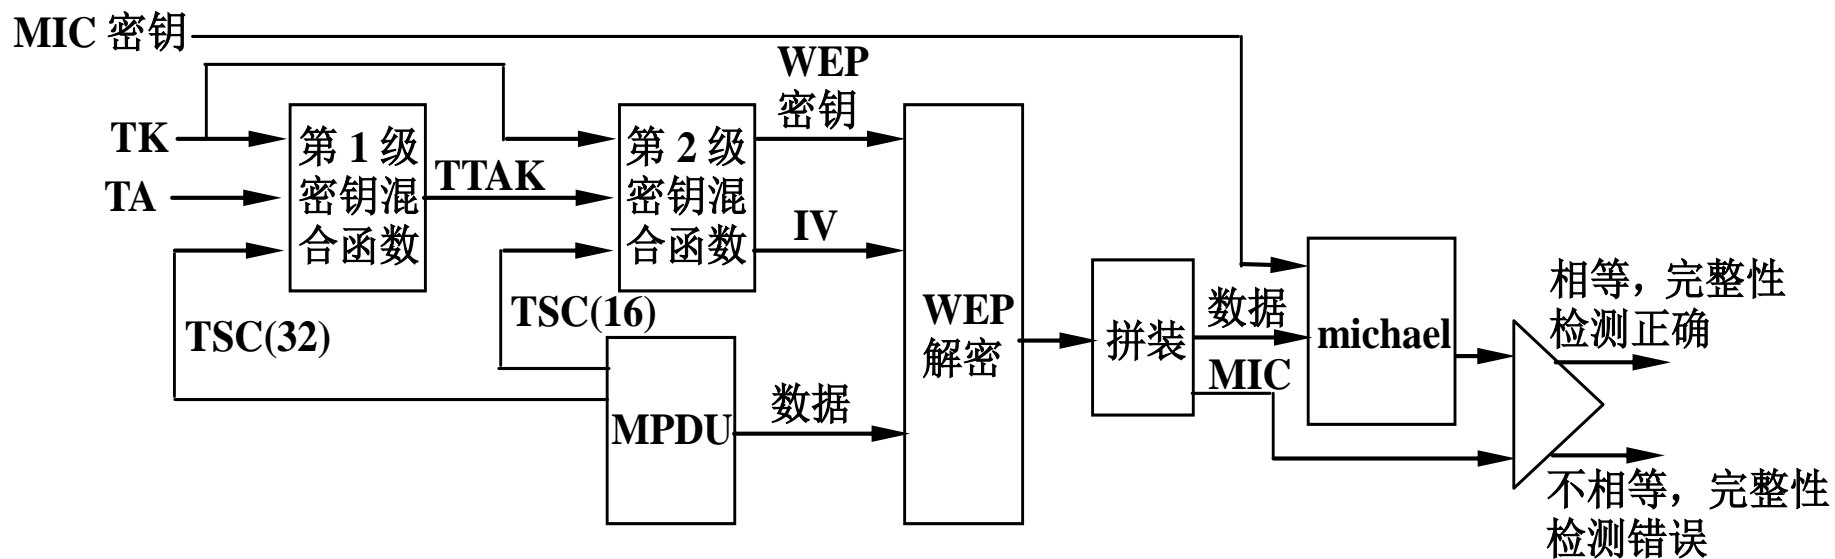 MIC 密钥
WEP
密钥
TK
TA
第 1 级
密钥混
合函数
TTAK
第 2 级
密钥混
合函数
IV
TSC(32)
TSC(16)
MPDU
数据
WEP
解密
拼装
数据
MIC
michael
相等，完整性
检测正确
不相等，完整性
检测错误